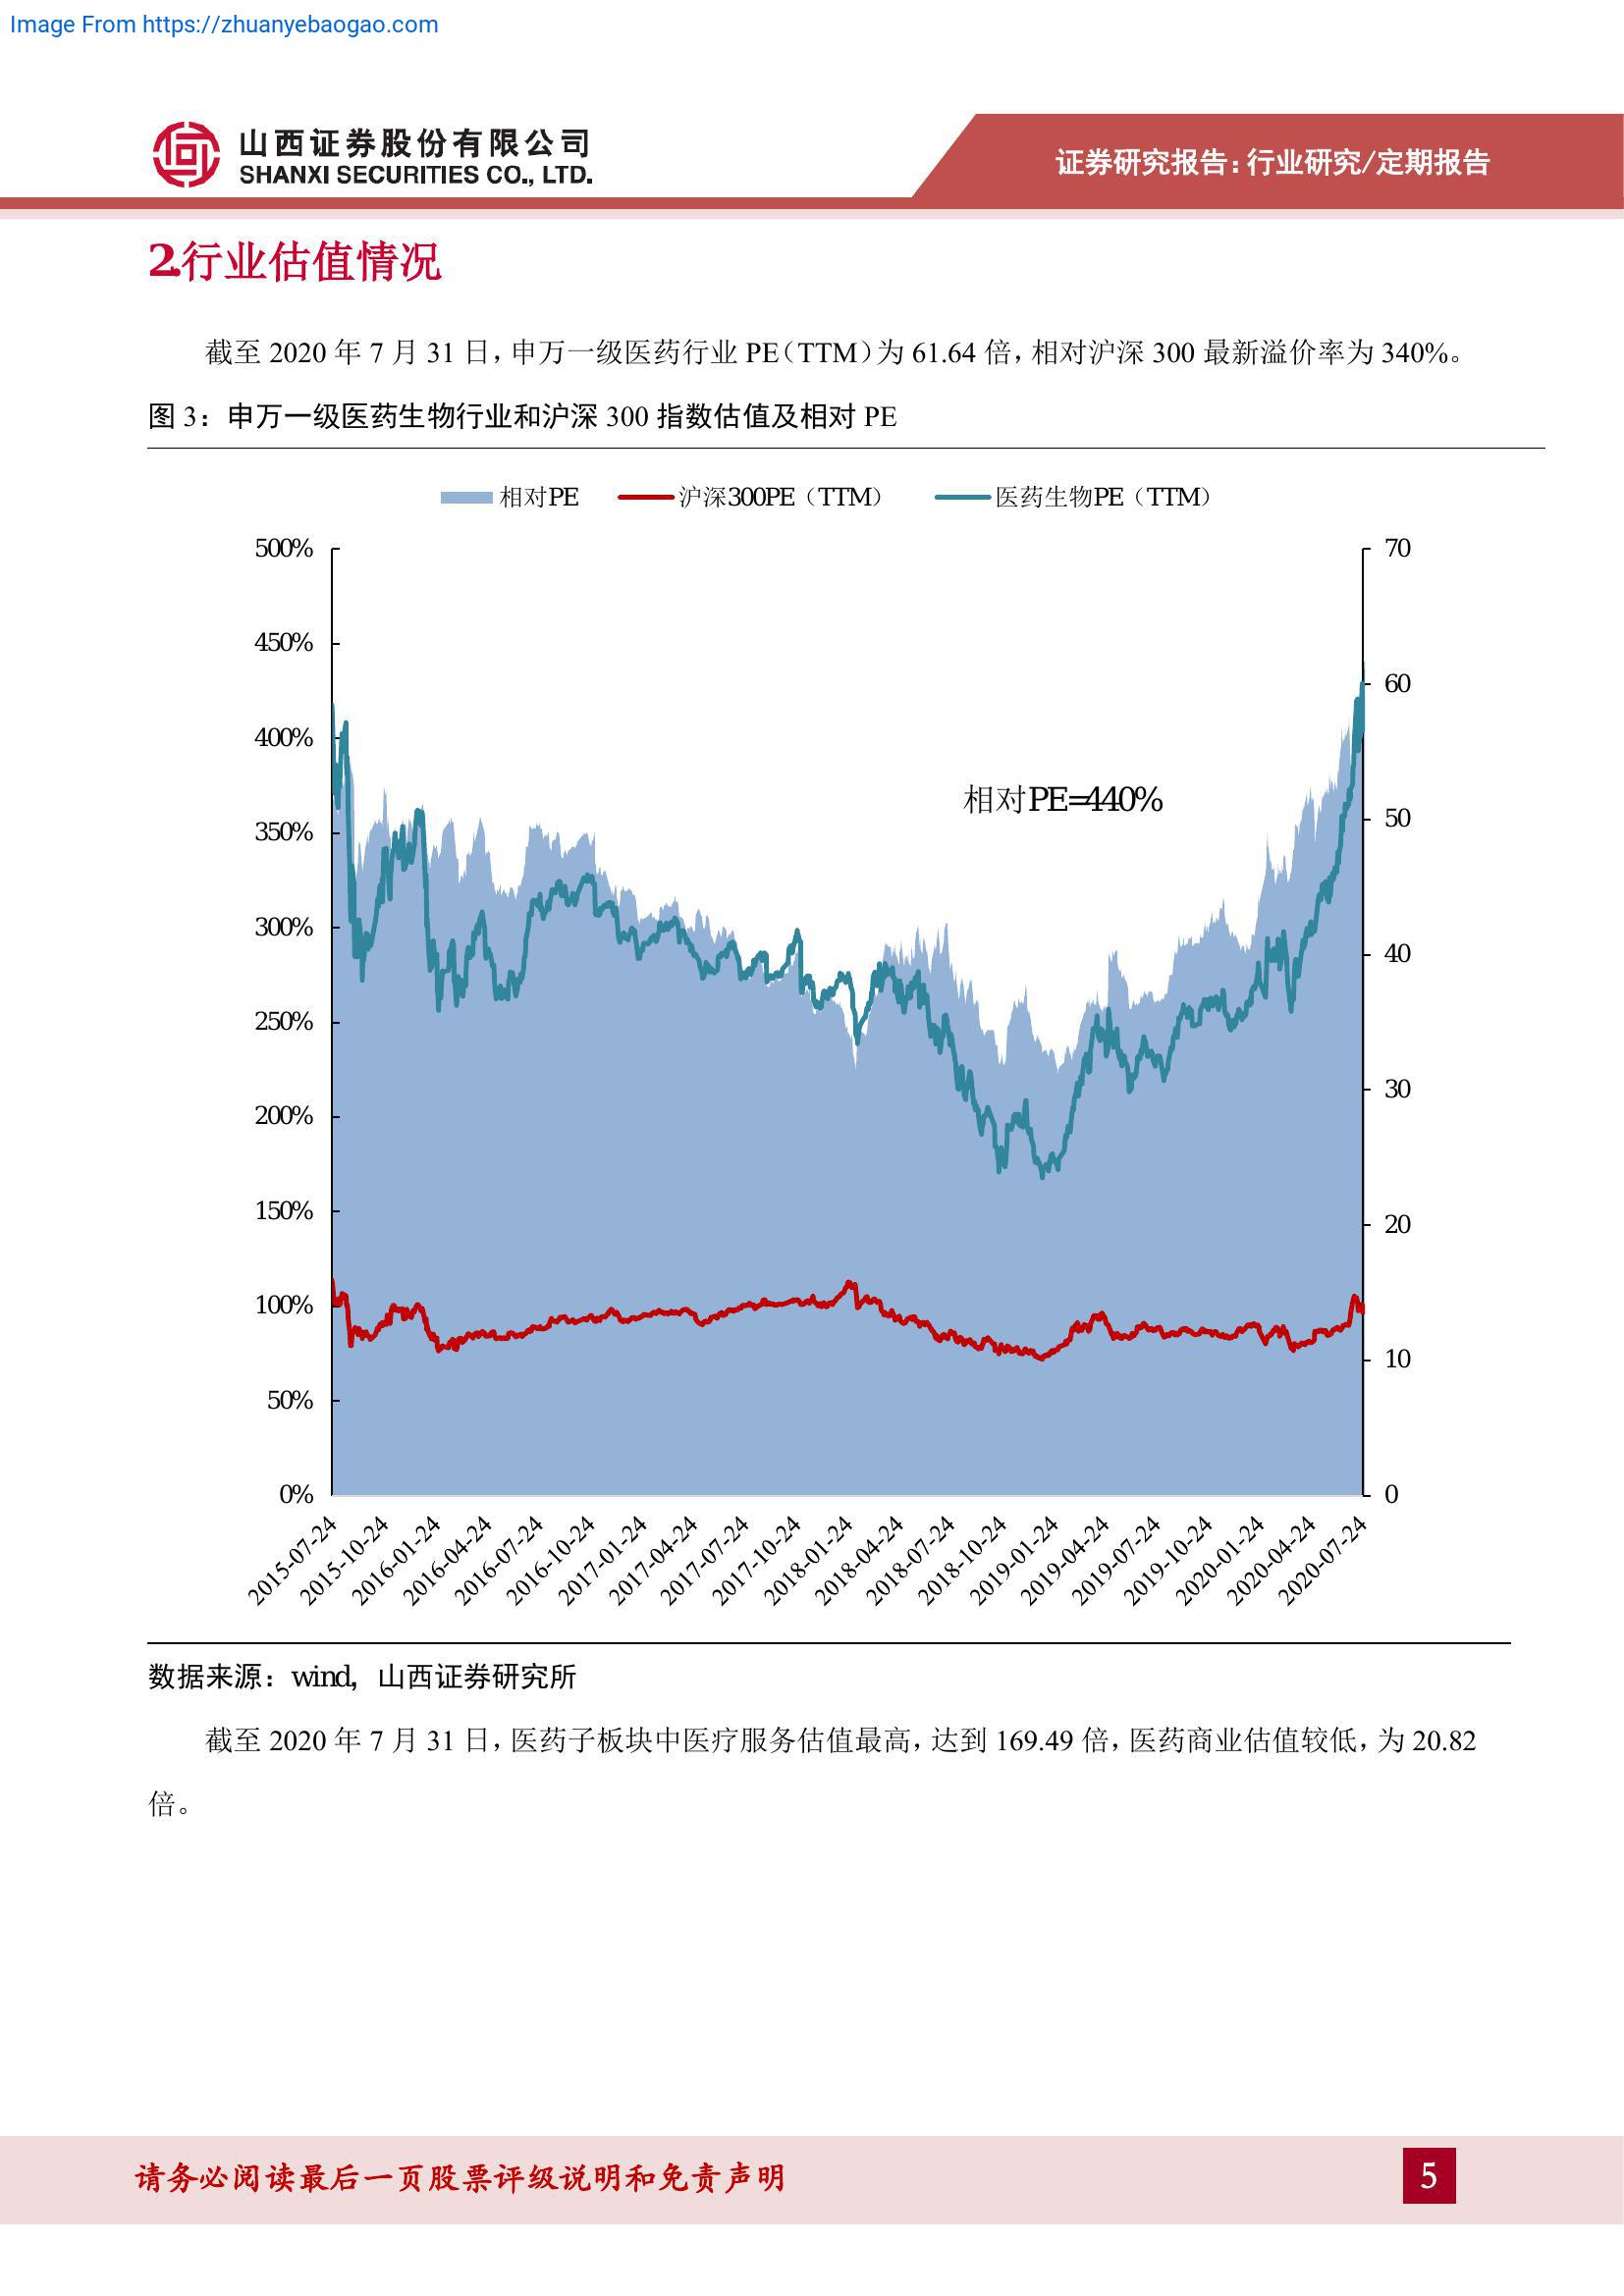 Image From https://zhuanyebaogao.com
山西证券股份有限公司
SHANXI SECURITIES CO., LTD.
证券研究报告：行业研究/定期报告
2.行业估值情况
截至 2020 年 7 月 31 日，申万一级医药行业 PE（TTM）为 61.64 倍，相对沪深 300 最新溢价率为 340%。
图 3：申万一级医药生物行业和沪深 300 指数估值及相对 PE
相对PE 沪深300PE（TTM） 医药生物PE（TTM）
500% 70
450%
60
400%
相对PE=440%
350% 50
300%
40
250%
30
200%
150%
20
100%
10
50%
0% 0
2015-07-24 2015-10-24 2016-01-24 2016-04-24 2016-07-24 2016-10-24 2017-01-24 2017-04-24 2017-07-24 2017-10-24 2018-01-24 2018-04-24 2018-07-24 2018-10-24 2019-01-24 2019-04-24 2019-07-24 2019-10-24 2020-01-24 2020-04-24 2020-07-24
数据来源：wind，山西证券研究所
截至 2020 年 7 月 31 日，医药子板块中医疗服务估值最高，达到 169.49 倍，医药商业估值较低，为 20.82
倍。
请务必阅读最后一页股票评级说明和免责声明
5